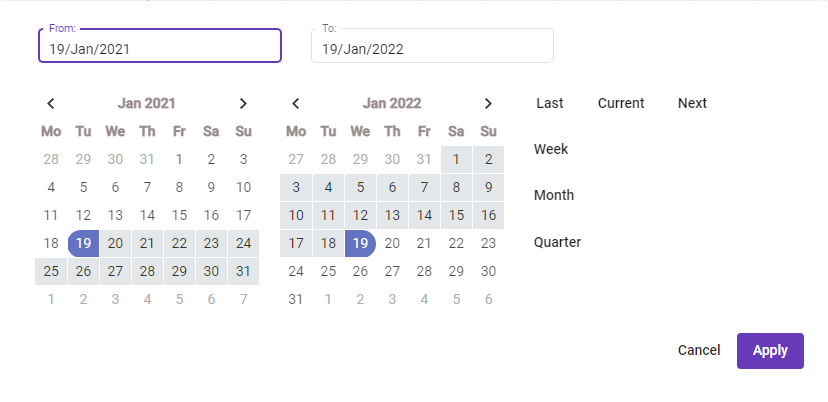 From: To:
19/Jan/2021 19/Jan/2022
Jan 2021 Jan 2022 Last Current Next
Mo Tu We Th Fr Sa Su Mo Tu We Th Fr Sa Su
Week
28 29 30 31 1 2 3 27 28 29 30 31 1 2
4 5 6 7 8 9 10 3 4 5 6 7 8 9
Month
11 12 13 14 15 16 17 10 11 12 13 14 15 16
18 19 20 21 22 23 24 17 18 19 20 21 22 23
Quarter
25 26 27 28 29 30 31 24 25 26 27 28 29 30
1 2 3 4 5 6 7 31 1 2 3 4 5 6
Cancel Apply